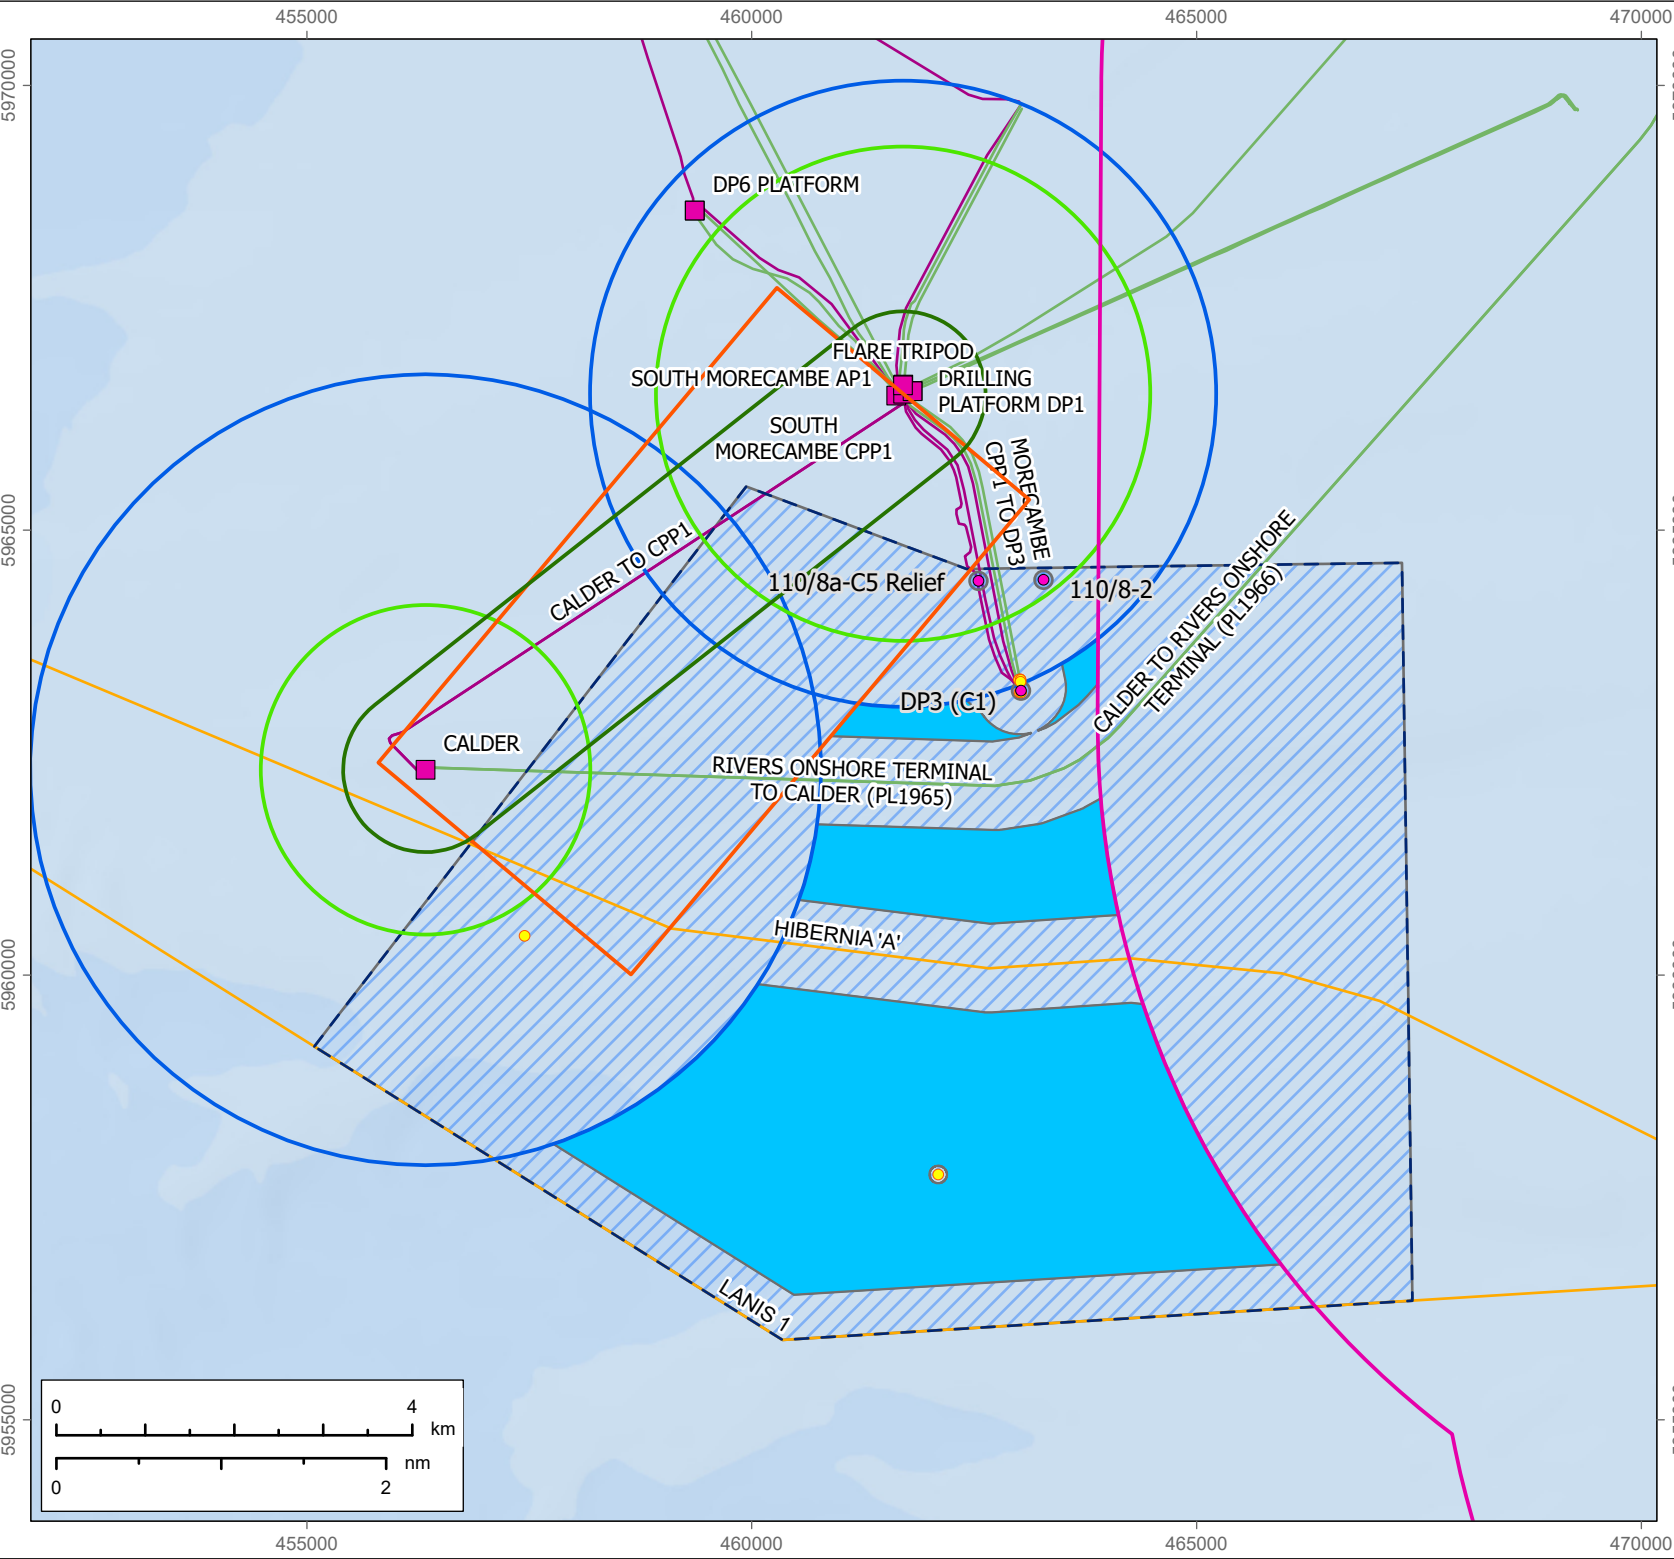 455000
460000
465000
470000
5970000
5965000
5960000
5955000
DP6 PLATFORM
FLARE TRIPOD
SOUTH MORECAMBE AP1
DRILLING
PLATFORM DP1
SOUTH
MORECAMBE CPP1
MORECAMBE
CPP1 TO DP3
CALDER TO CPP1
110/8a-C5 Relief
110/8-2
CALDER TO RIVERS ONSHORE
TERMINAL (PL1966)
DP3 (C1)
CALDER
RIVERS ONSHORE TERMINAL
TO CALDER (PL1965)
HIBERNIA 'A'
LANIS 1
0
4
km
nm
0
2
455000
460000
465000
470000